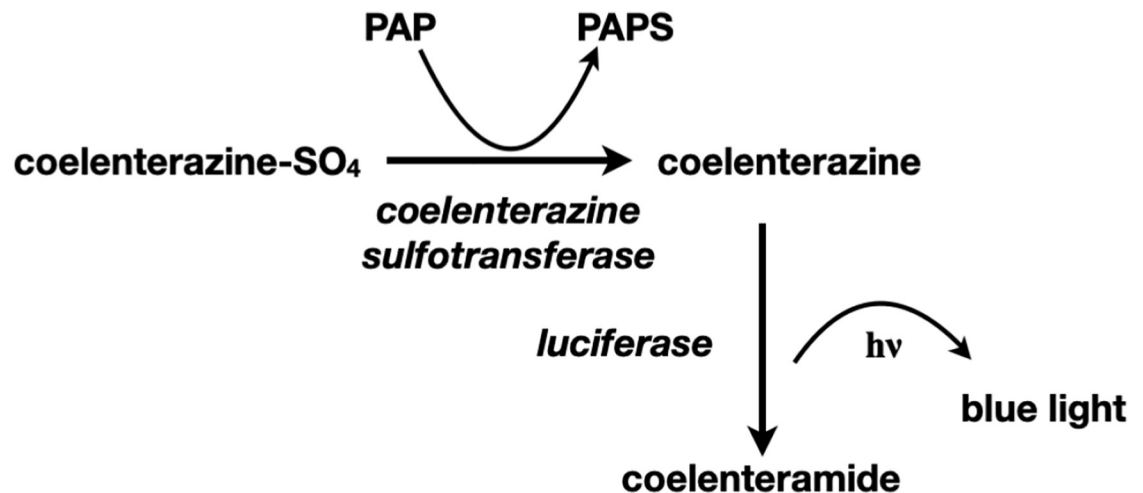 PAP PAPS
coelenterazine-SO₄ coelenterazine
coelenterazine
sulfotransferase
luciferase
hν
blue light
coelenteramide